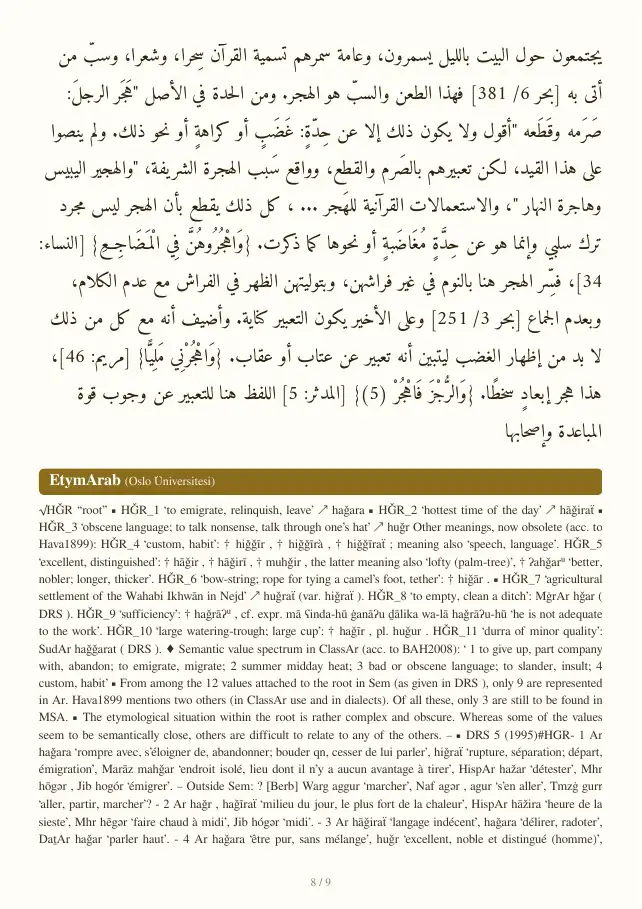 يجتمعون حول البيت بالليل يسمرون، وعامة سمرهم تسمية القرآن سِحرا، وشعرا، وسبّ من
أتى به [بحر 6/ 381] فهذا الطعن والسبّ هو الهجر. ومن الحدة في الأصل "هَجَر الرجلَ:
صَرَمه وقَطَعه "أقول ولا يكون ذلك إلا عن حِدّةٍ: غَضَبٍ أو كراهةٍ أو نحو ذلك. ولم ينصوا
على هذا القيد، لكن تعبيرهم بالصَرم والقطع، وواقع سَبب الهجرة الشريفة، "والهجير اليبيس
وهاجرة النهار "، والاستعمالات القرآنية للهَجر ... ، كل ذلك يقطع بأن الهجر ليس مجرد
ترك سلبي وإنما هو عن حِدَّةٍ مُغَاضَبةٍ أو نحوها كما ذكرت. {وَاهْجُرُوهُنَّ فِي الْمَضَاجِعِ} [النساء:
34]، فسِّر الهجر هنا بالنوم في غير فراشهن، وبتوليتهن الظهر في الفراش مع عدم الكلام،
وبعدم الجماع [بحر 3/ 251] وعلى الأخير يكون التعبير كناية. وأضيف أنه مع كل من ذلك
لا بد من إظهار الغضب ليتبين أنه تعبير عن عتاب أو عقاب. {وَاهْجُرْنِي مَلِيًّا} [مريم: 46]،
هذا هجر إبعادٍ سخطًا. {وَالرُّجْزَ فَاهْجُرْ (5)} [المدثر: 5] اللفظ هنا للتعبير عن وجوب قوة
المباعدة وإصحابها
EtymArab (Oslo Üniversitesi)
√HǦR “root” ▪ HǦR_1 ‘to emigrate, relinquish, leave’ ↗ haǧara ▪ HǦR_2 ‘hottest time of the day’ ↗ hāǧiraẗ ▪
HǦR_3 ‘obscene language; to talk nonsense, talk through one's hat’ ↗ huǧr Other meanings, now obsolete (acc. to
Hava1899): HǦR_4 ‘custom, habit’: † hiǧǧīr , † hiǧǧīrà , † hiǧǧīraẗ ; meaning also ‘speech, language’. HǦR_5
‘excellent, distinguished’: † hāǧir , † hāǧirī , † muhǧir , the latter meaning also ‘lofty (palm-tree)’, † ʔahǧarᵘ ‘better,
nobler; longer, thicker’. HǦR_6 ‘bow-string; rope for tying a camel's foot, tether’: † hiǧār . ▪ HǦR_7 ‘agricultural
settlement of the Wahabi Ikhwān in Nejd’ ↗ huǧraẗ (var. hiǧraẗ ). HǦR_8 ‘to empty, clean a ditch’: MġrAr hǧar (
DRS ). HǦR_9 ‘sufficiency’: † haǧrāʔᵘ , cf. expr. mā ʕinda-hū ġanāʔu ḏālika wa-lā haǧrāʔu-hū ‘he is not adequate
to the work’. HǦR_10 ‘large watering-trough; large cup’: † haǧīr , pl. huǧur . HǦR_11 ‘durra of minor quality’:
SudAr haǧǧarat ( DRS ). ♦ Semantic value spectrum in ClassAr (acc. to BAH2008): ‘ 1 to give up, part company
with, abandon; to emigrate, migrate; 2 summer midday heat; 3 bad or obscene language; to slander, insult; 4
custom, habit’ ▪ From among the 12 values attached to the root in Sem (as given in DRS ), only 9 are represented
in Ar. Hava1899 mentions two others (in ClassAr use and in dialects). Of all these, only 3 are still to be found in
MSA. ▪ The etymological situation within the root is rather complex and obscure. Whereas some of the values
seem to be semantically close, others are difficult to relate to any of the others. – ▪ DRS 5 (1995)#HGR- 1 Ar
haǧara ‘rompre avec, s'éloigner de, abandonner; bouder qn, cesser de lui parler’, hiǧraẗ ‘rupture, séparation; départ,
émigration’, Marāz mahǧar ‘endroit isolé, lieu dont il n'y a aucun avantage à tirer’, HispAr hažar ‘détester’, Mhr
hōgər , Jib hogór ‘émigrer’. – Outside Sem: ? [Berb] Warg aggur ‘marcher’, Naf agər , agur ‘s'en aller’, Tmzġ gurr
‘aller, partir, marcher’? - 2 Ar haǧr , haǧīraẗ ‘milieu du jour, le plus fort de la chaleur’, HispAr hāžira ‘heure de la
sieste’, Mhr hēgər ‘faire chaud à midi’, Jib hógər ‘midi’. - 3 Ar hāǧiraẗ ‘langage indécent’, haǧara ‘délirer, radoter’,
DaṯAr haǧar ‘parler haut’. - 4 Ar haǧara ‘être pur, sans mélange’, huǧr ‘excellent, noble et distingué (homme)’,
8 / 9